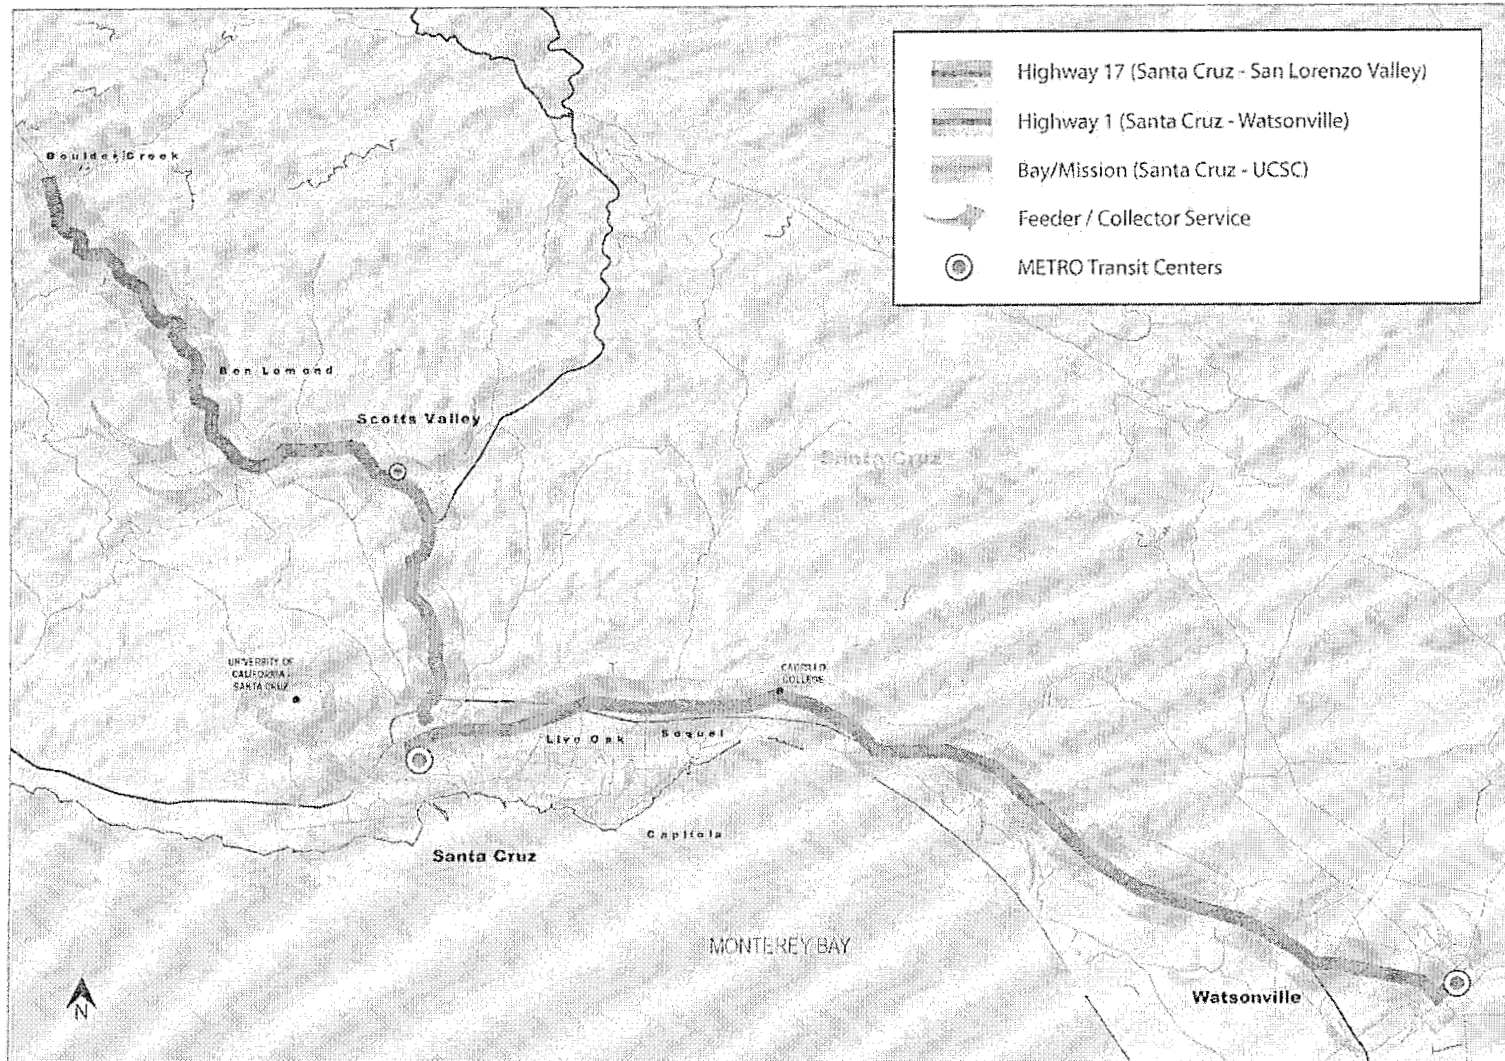 Highway 17 (Santa Cruz - San Lorenzo Valley)
Highway 1 (Santa Cruz - Watsonville)
Bay/Mission (Santa Cruz - UCSC)
Feeder / Collector Service
METRO Transit Centers
Boulder Creek
Ben Lomond
Scotts Valley
Santa Cruz
UNIVERSITY OF
CALIFORNIA -
SANTA CRUZ
CABRILLO
COLLEGE
Live Oak
Soquel
Capitola
Santa Cruz
MONTEREY BAY
Watsonville
N